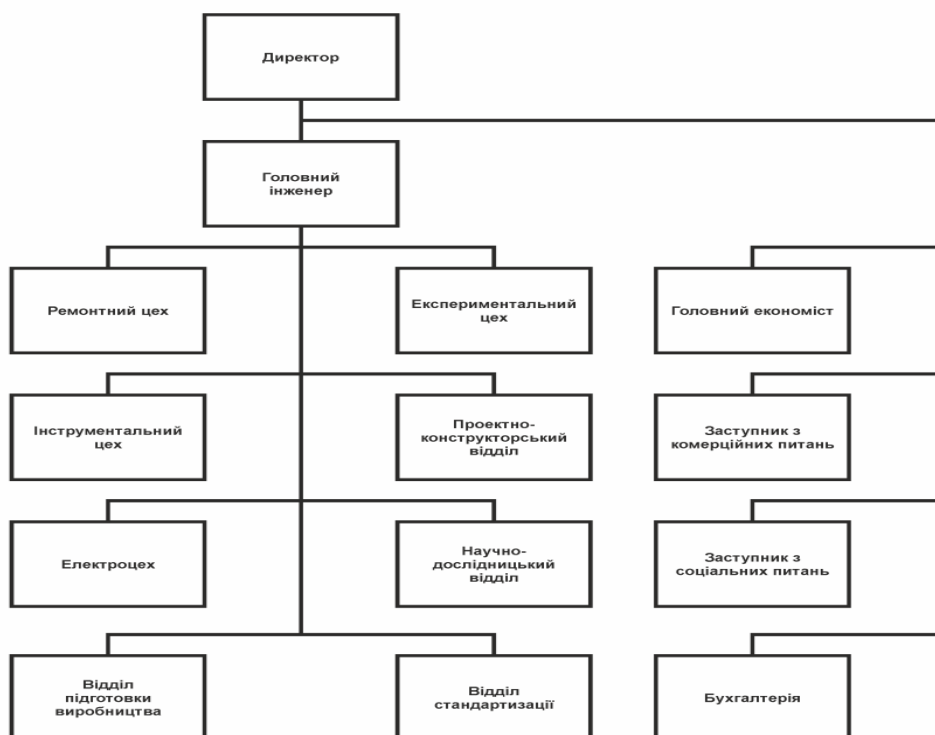 Директор
Головний
інженер
Ремонтний цех
Експериментальний
цех
Головний економіст
Інструментальний
цех
Проектно-
конструкторський
відділ
Заступник з
комерційних питань
Електроцех
Научно-
дослідницький
відділ
Заступник з
соціальних питань
Відділ
підготовки
виробництва
Відділ
стандартизації
Бухгалтерія